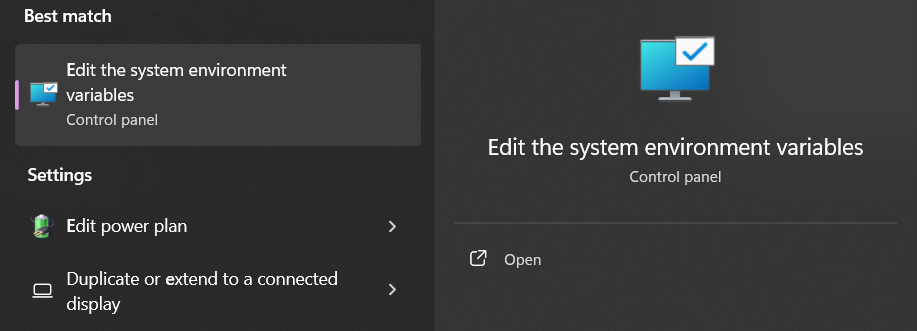 Best match
Edit the system environment
variables
Control panel
Settings
Edit power plan
Duplicate or extend to a connected
display
Edit the system environment variables
Control panel
Open